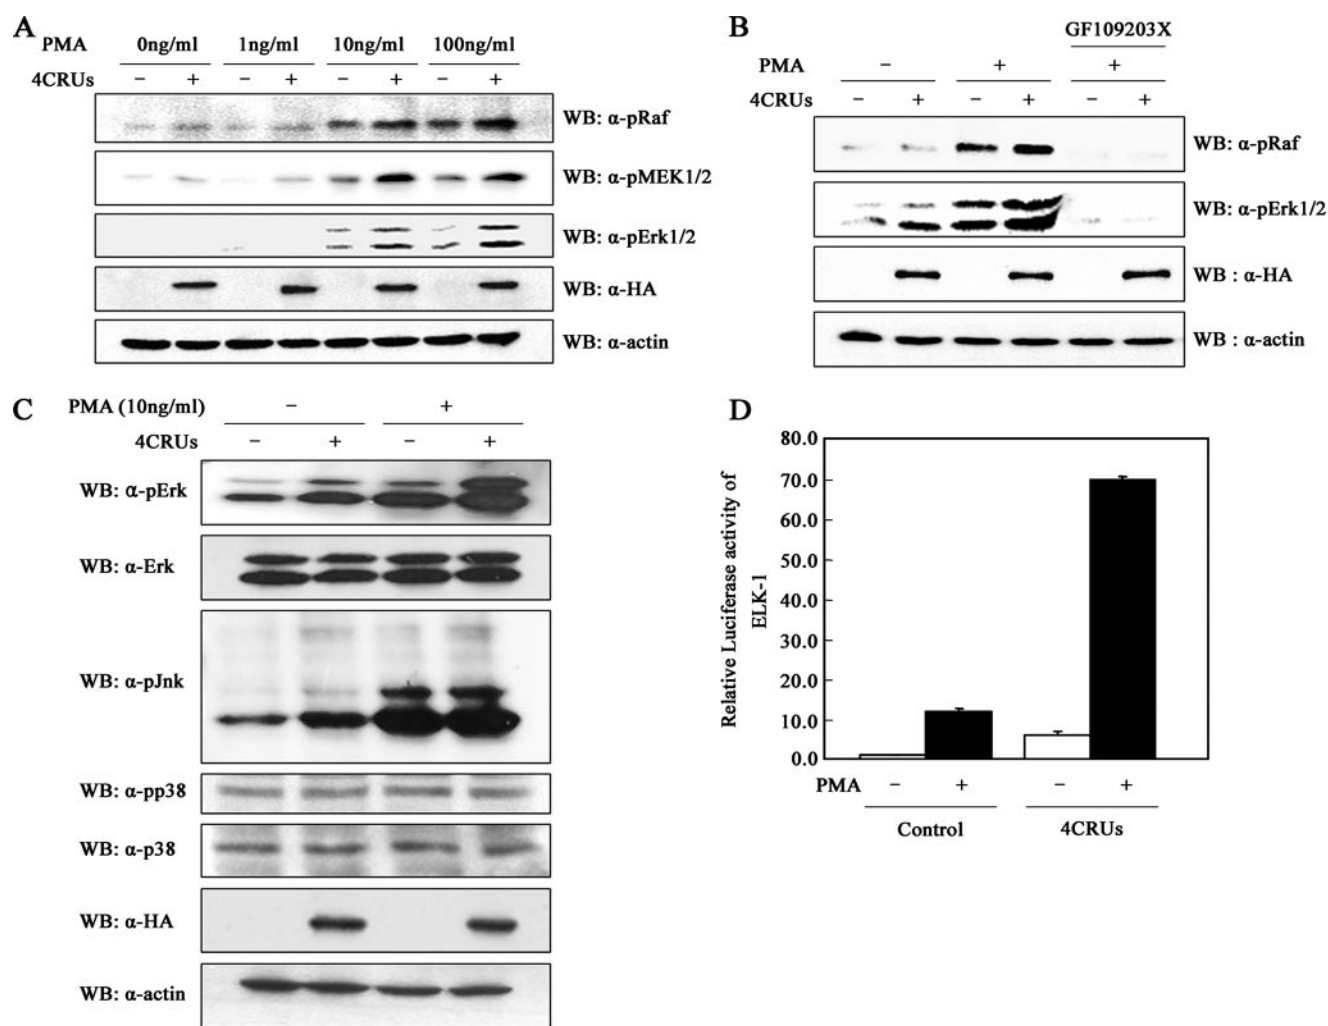 A
PMA 0ng/ml 1ng/ml 10ng/ml 100ng/ml
4CRUs − + − + − + − +
WB: α-pRaf
WB: α-pMEK1/2
WB: α-pErk1/2
WB: α-HA
WB: α-actin
B
GF109203X
PMA − + +
4CRUs − + − + − +
WB: α-pRaf
WB: α-pErk1/2
WB : α-HA
WB : α-actin
C
PMA (10ng/ml) − +
4CRUs − + − +
WB: α-pErk
WB: α-Erk
WB: α-pJnk
WB: α-pp38
WB: α-p38
WB: α-HA
WB: α-actin
D
Relative Luciferase activity of
ELK-1
80.0
70.0
60.0
50.0
40.0
30.0
20.0
10.0
0.0
PMA − + − +
Control 4CRUs